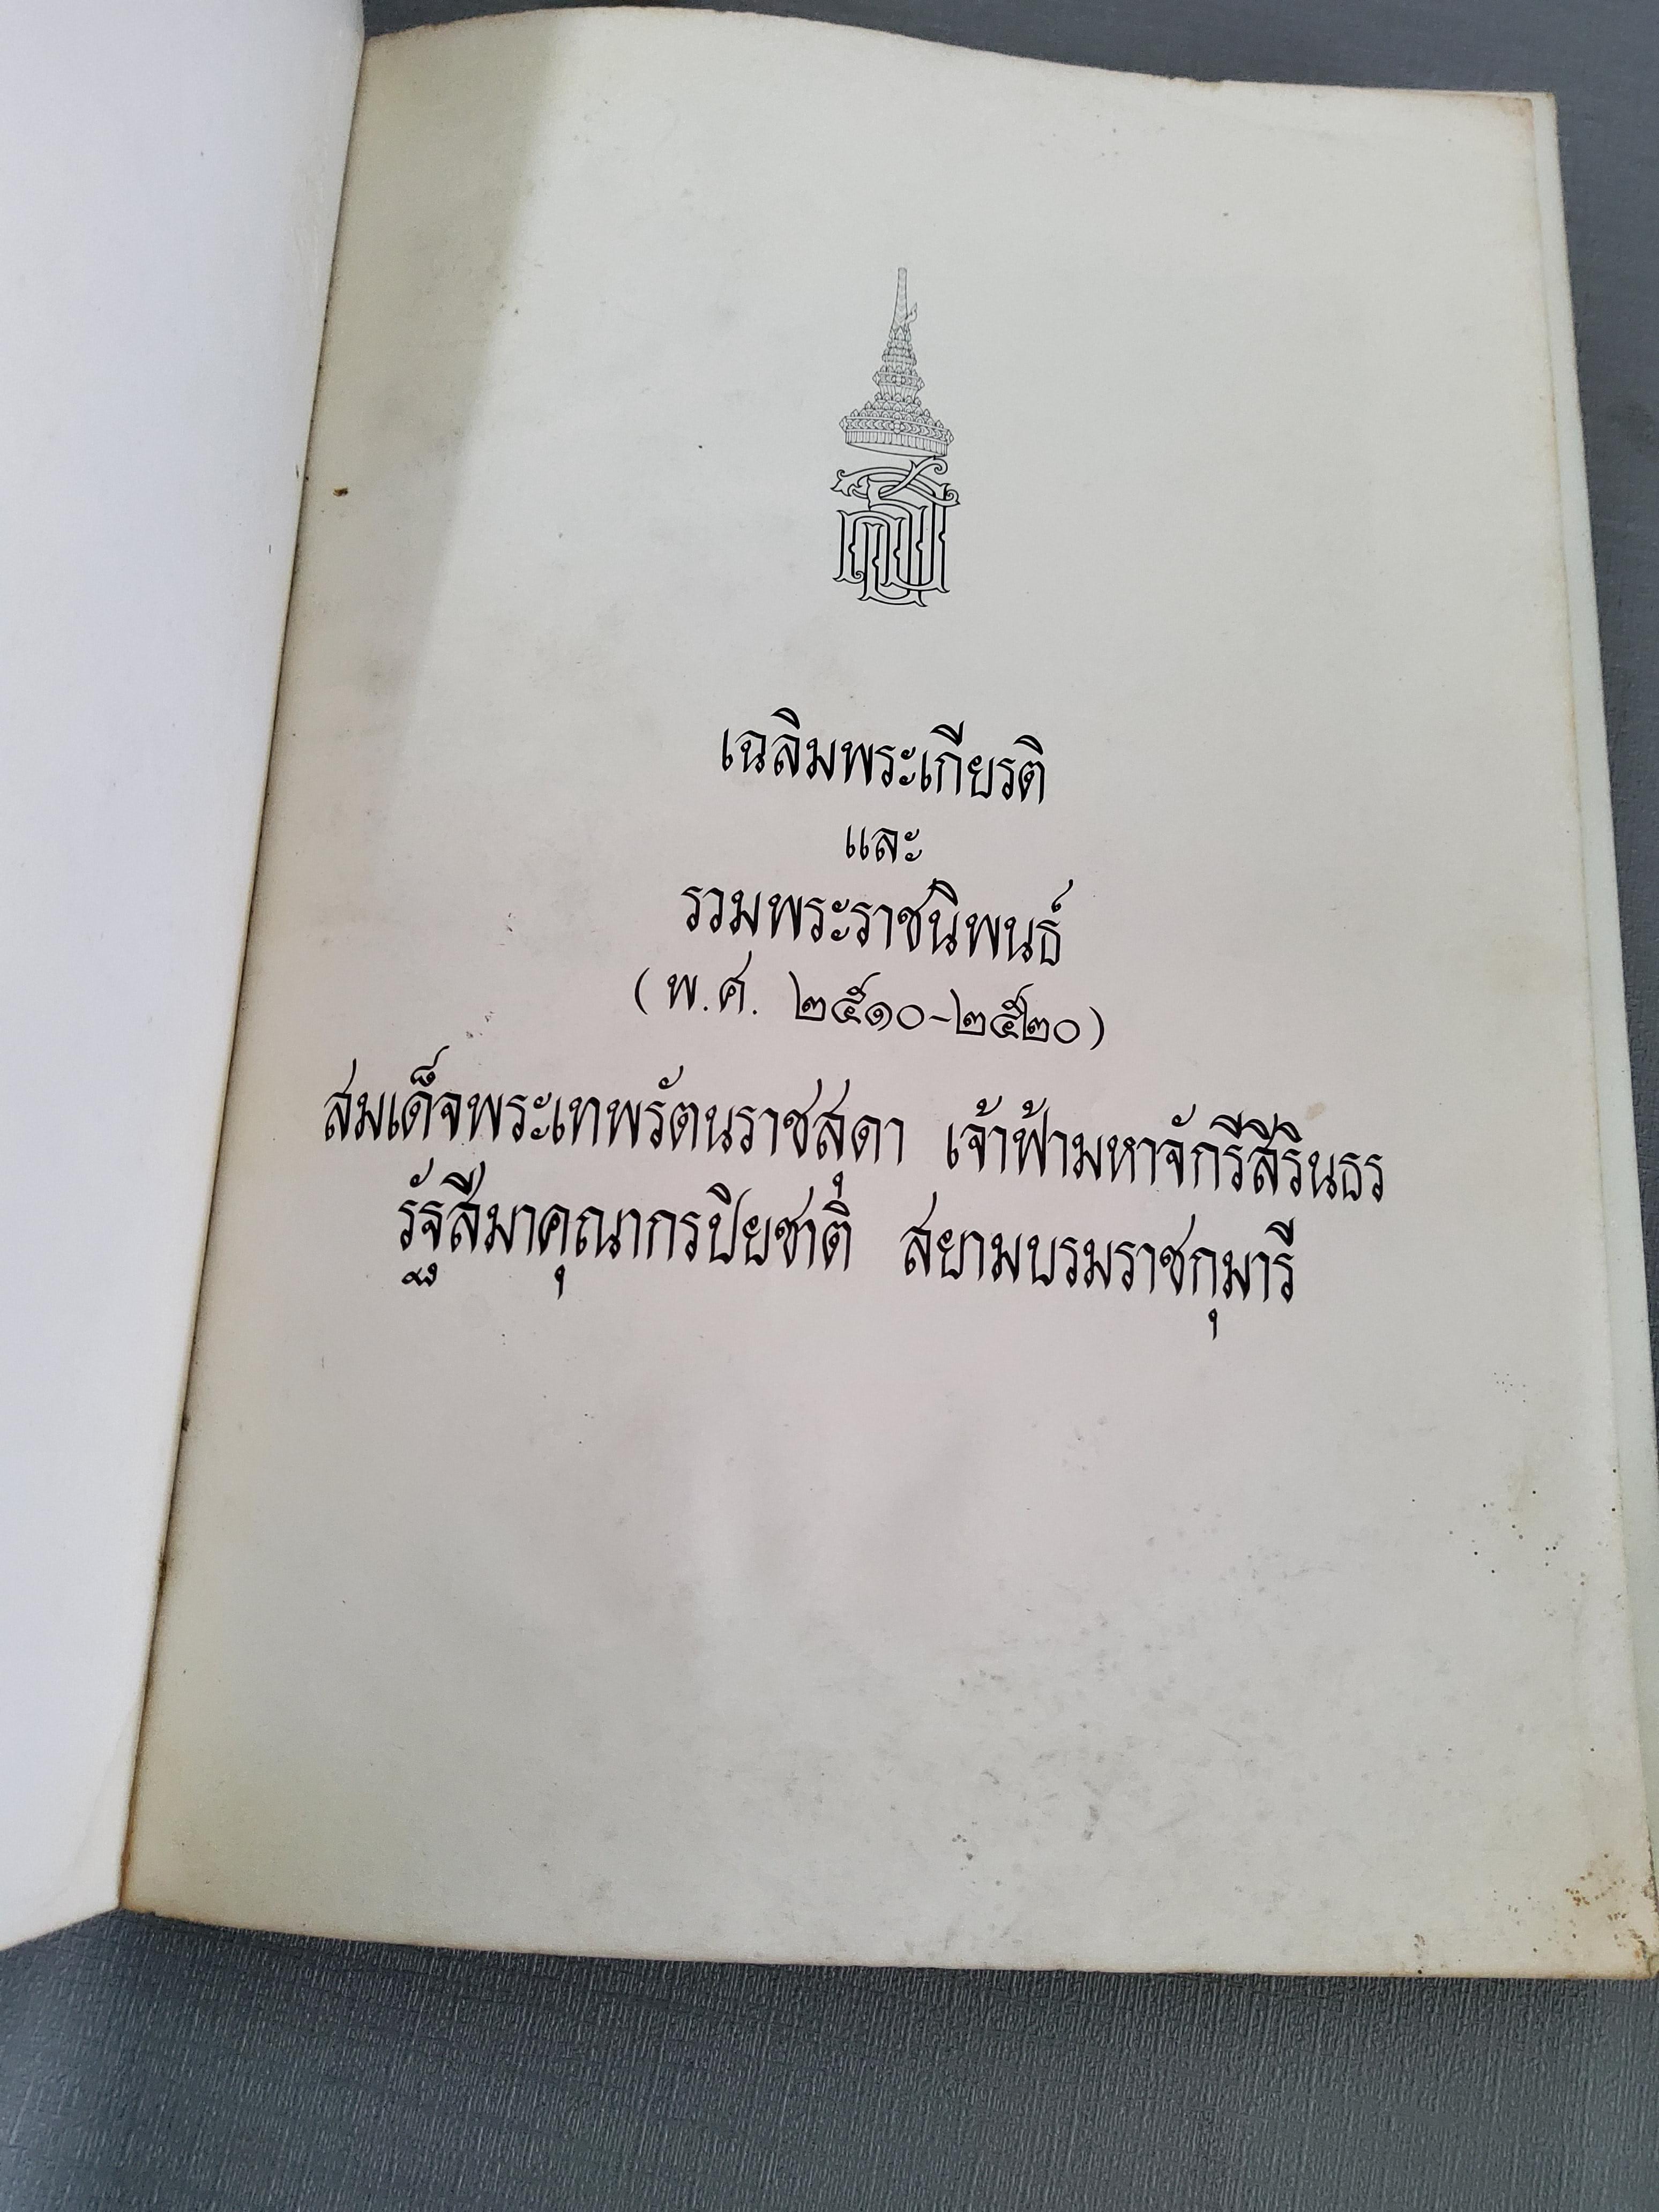 เฉลิมพระเกียรติ
และ
รวมพระราชนิพนธ์
(พ.ศ. ๒๕๑๐-๒๕๒๐)
สมเด็จพระเทพรัตนราชสุดา เจ้าฟ้ามหาจักรีสิรินธร
รัฐสีมาคุณากรปิยชาติ สยามบรมราชกุมารี